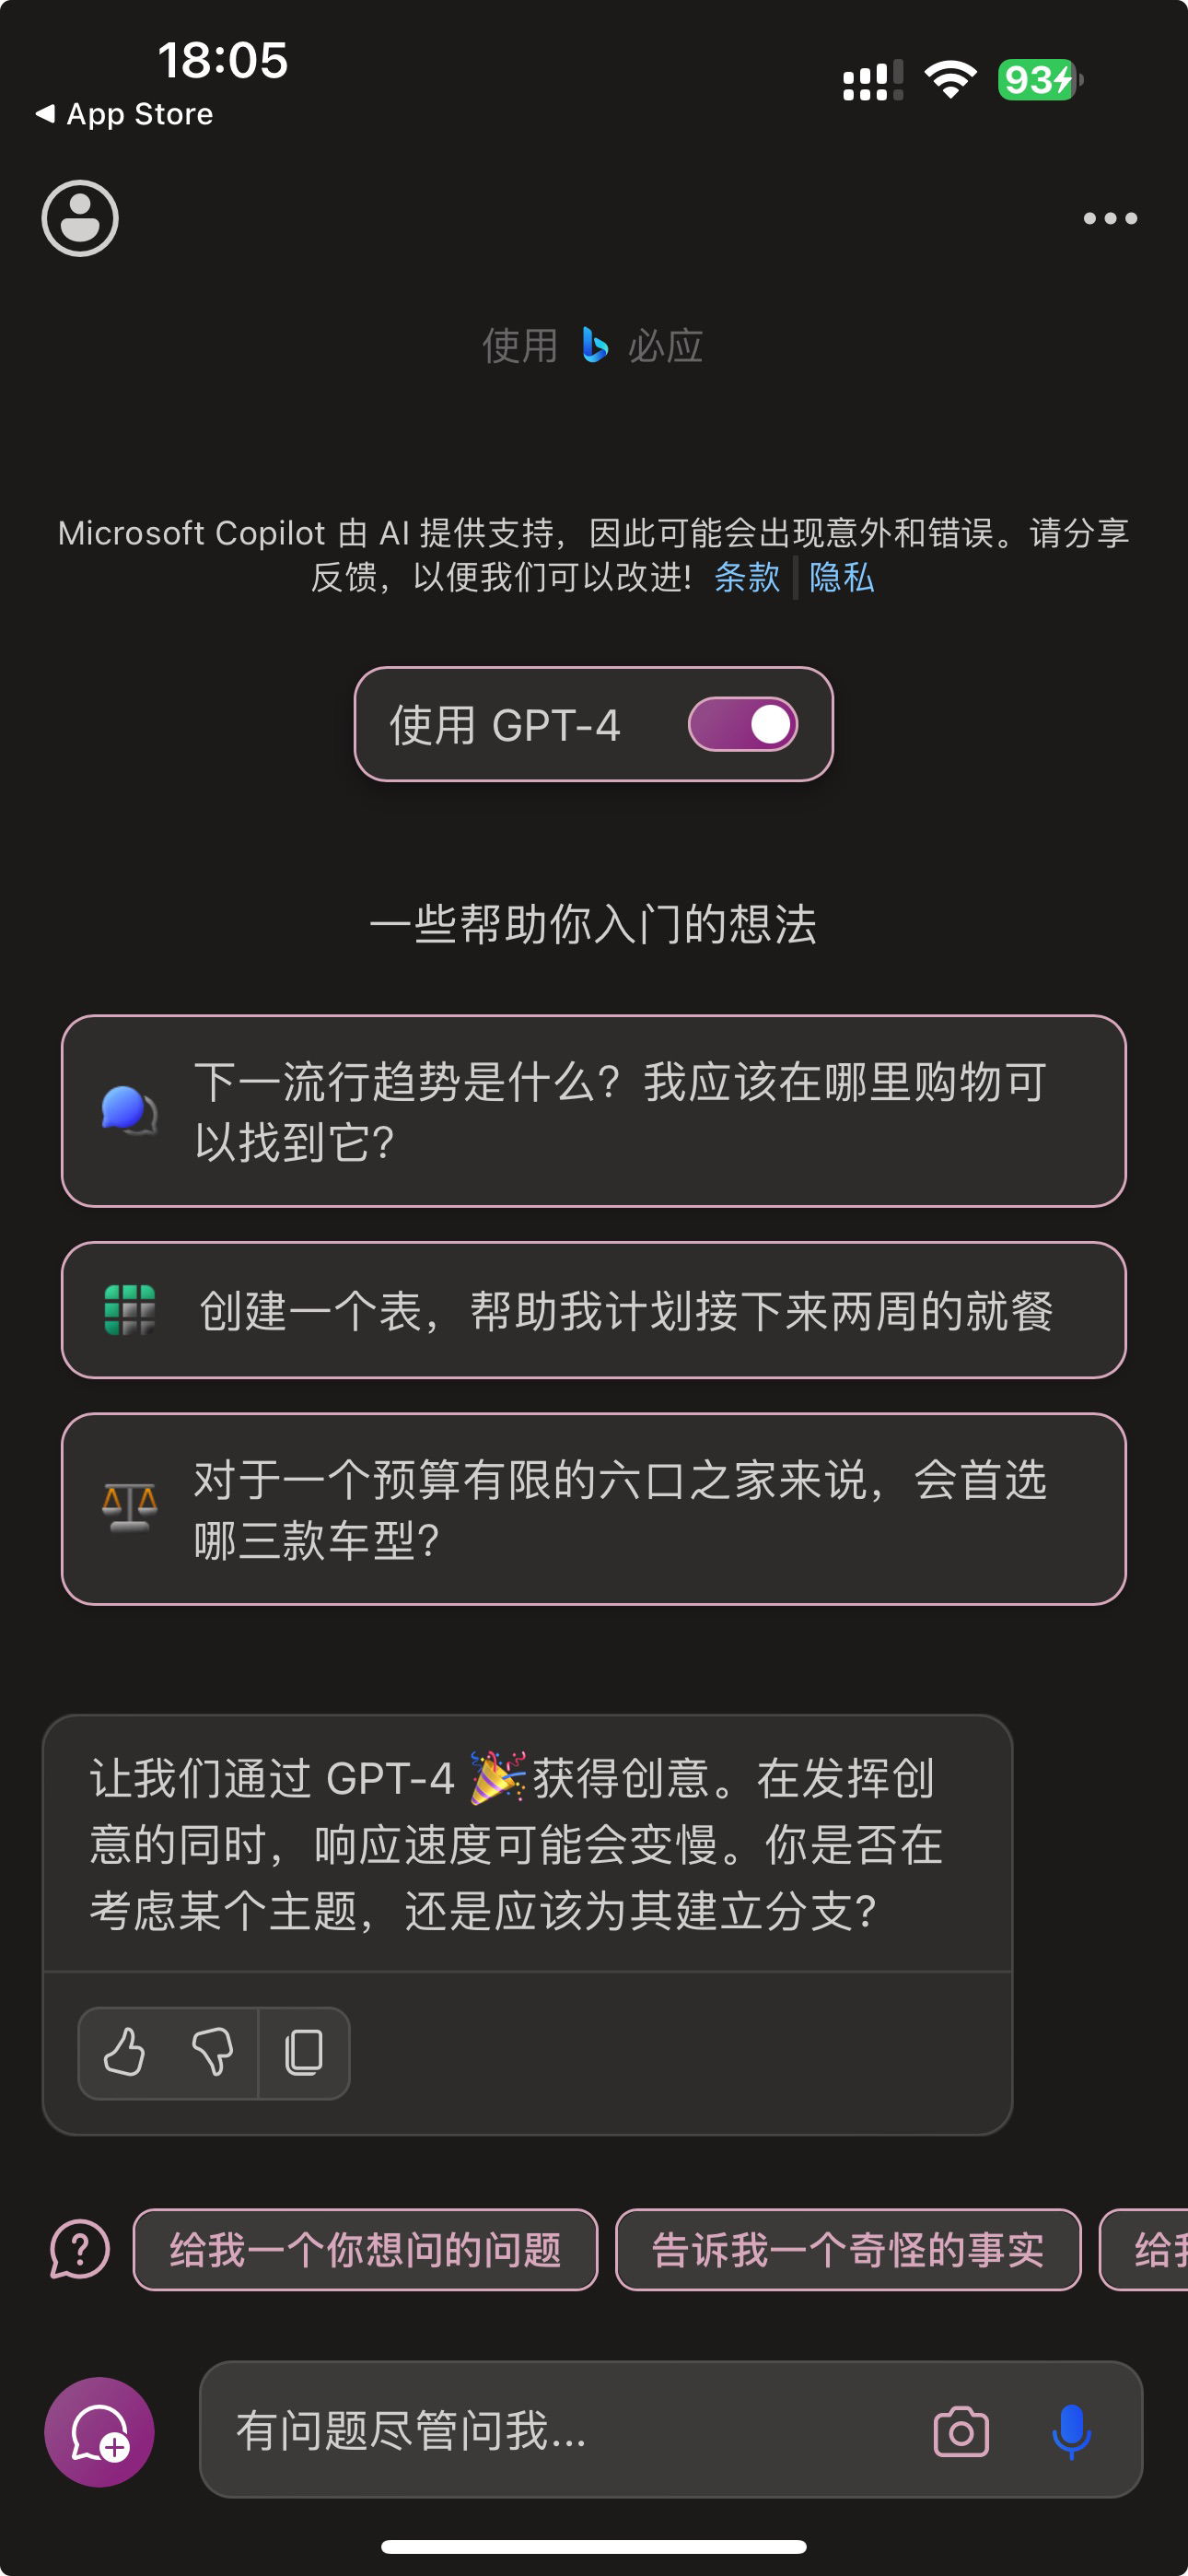 18:05
93
◀ App Store
使用 必应
Microsoft Copilot 由 AI 提供支持，因此可能会出现意外和错误。请分享
反馈，以便我们可以改进! 条款 | 隐私
使用 GPT-4
一些帮助你入门的想法
下一流行趋势是什么？我应该在哪里购物可
以找到它?
创建一个表，帮助我计划接下来两周的就餐
对于一个预算有限的六口之家来说，会首选
哪三款车型?
让我们通过 GPT-4 🎉获得创意。在发挥创
意的同时，响应速度可能会变慢。你是否在
考虑某个主题，还是应该为其建立分支?
给我一个你想问的问题
告诉我一个奇怪的事实
给
有问题尽管问我...